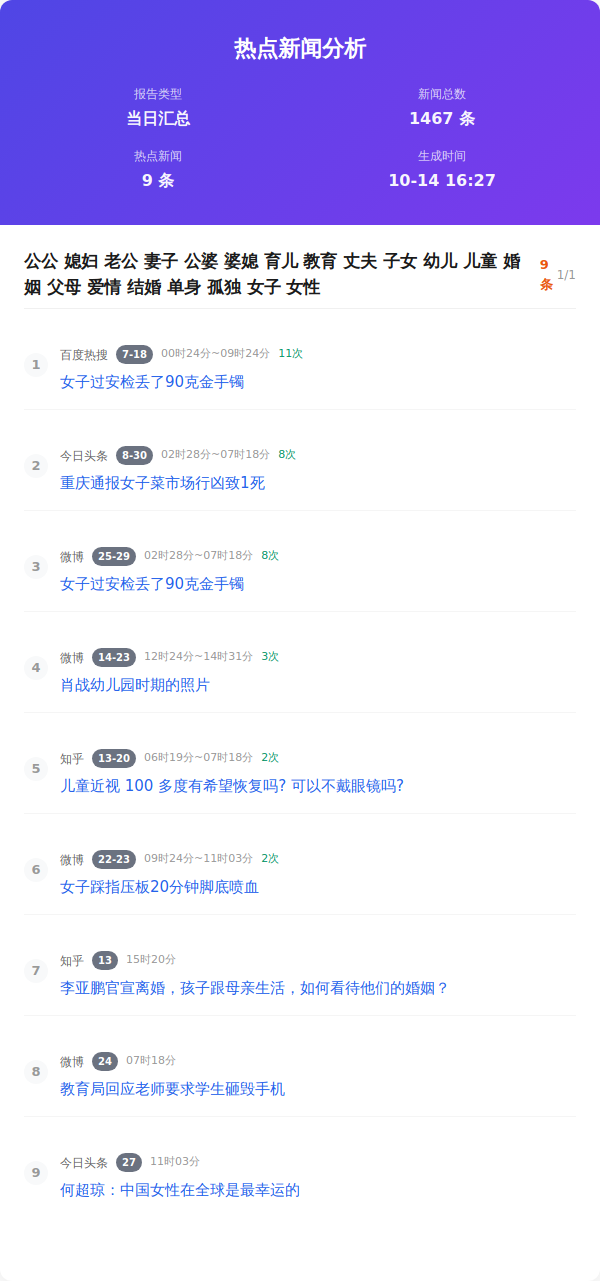 热点新闻分析
报告类型
当日汇总
新闻总数
1467 条
热点新闻
9 条
生成时间
10-14 16:27
公公 媳妇 老公 妻子 公婆 婆媳 育儿 教育 丈夫 子女 幼儿 儿童 婚
姻 父母 爱情 结婚 单身 孤独 女子 女性
9
条
1/1
1
百度热搜 7-18 00时24分~09时24分 11次
女子过安检丢了90克金手镯
2
今日头条 8-30 02时28分~07时18分 8次
重庆通报女子菜市场行凶致1死
3
微博 25-29 02时28分~07时18分 8次
女子过安检丢了90克金手镯
4
微博 14-23 12时24分~14时31分 3次
肖战幼儿园时期的照片
5
知乎 13-20 06时19分~07时18分 2次
儿童近视 100 多度有希望恢复吗? 可以不戴眼镜吗?
6
微博 22-23 09时24分~11时03分 2次
女子踩指压板20分钟脚底喷血
7
知乎 13 15时20分
李亚鹏官宣离婚，孩子跟母亲生活，如何看待他们的婚姻？
8
微博 24 07时18分
教育局回应老师要求学生砸毁手机
9
今日头条 27 11时03分
何超琼：中国女性在全球是最幸运的